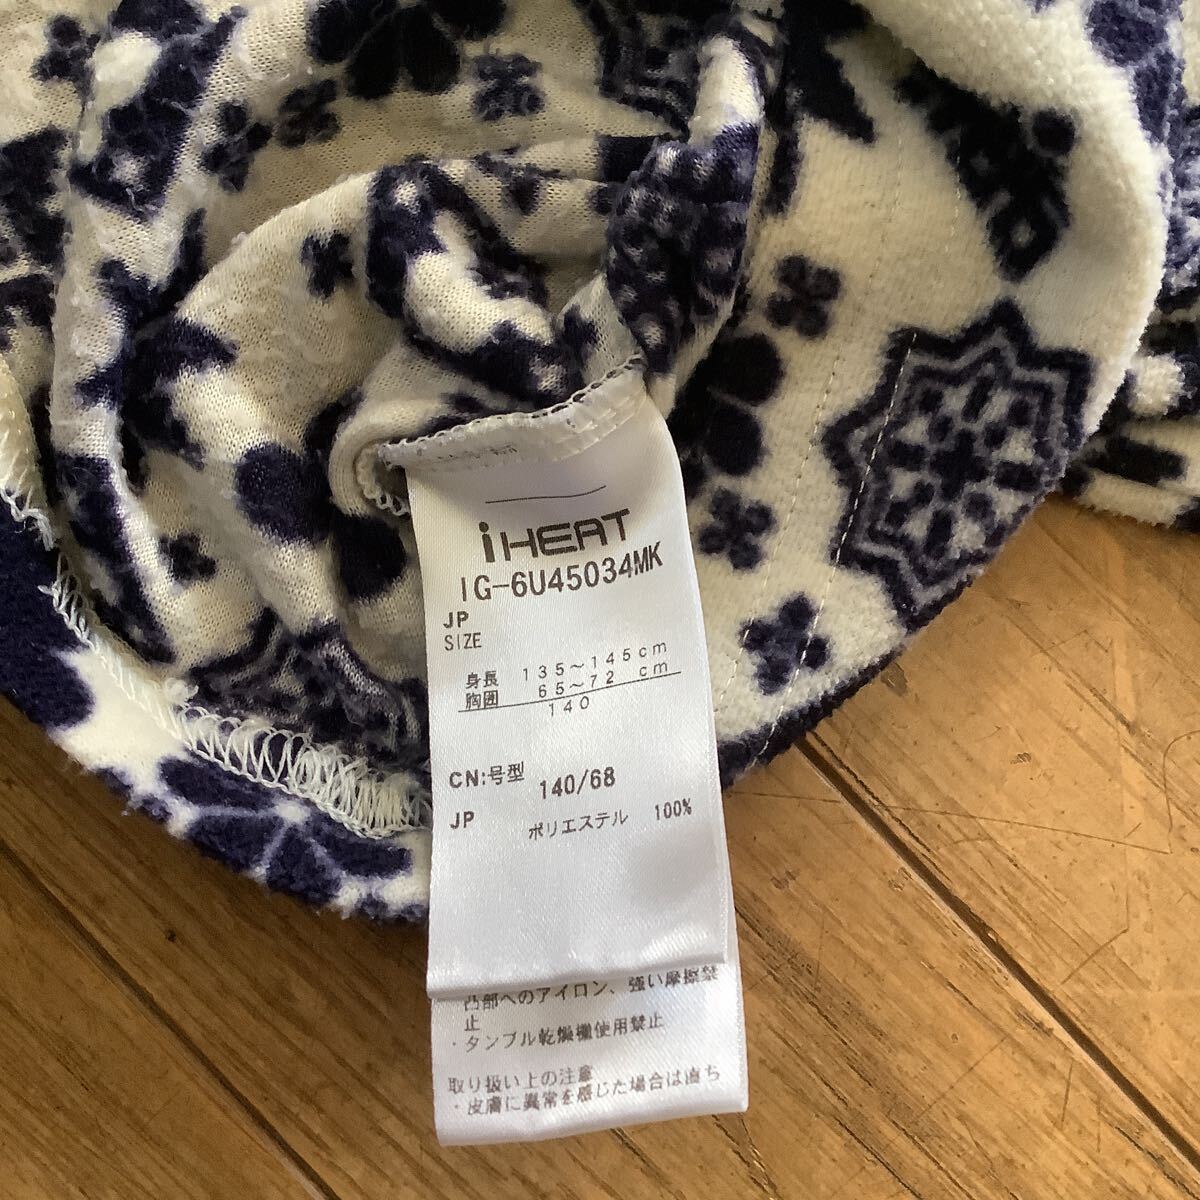 iHEAT
IG-6U45034MK
JP
SIZE
身長 135~145cm
胸囲 65~72 cm
140
CN:号型 140/68
JP ポリエステル 100%
凸部へのアイロン、強い摩擦禁
止
・タンブル乾燥機使用禁止
取り扱い上の注意
・皮膚に異常を感じた場合は直ち